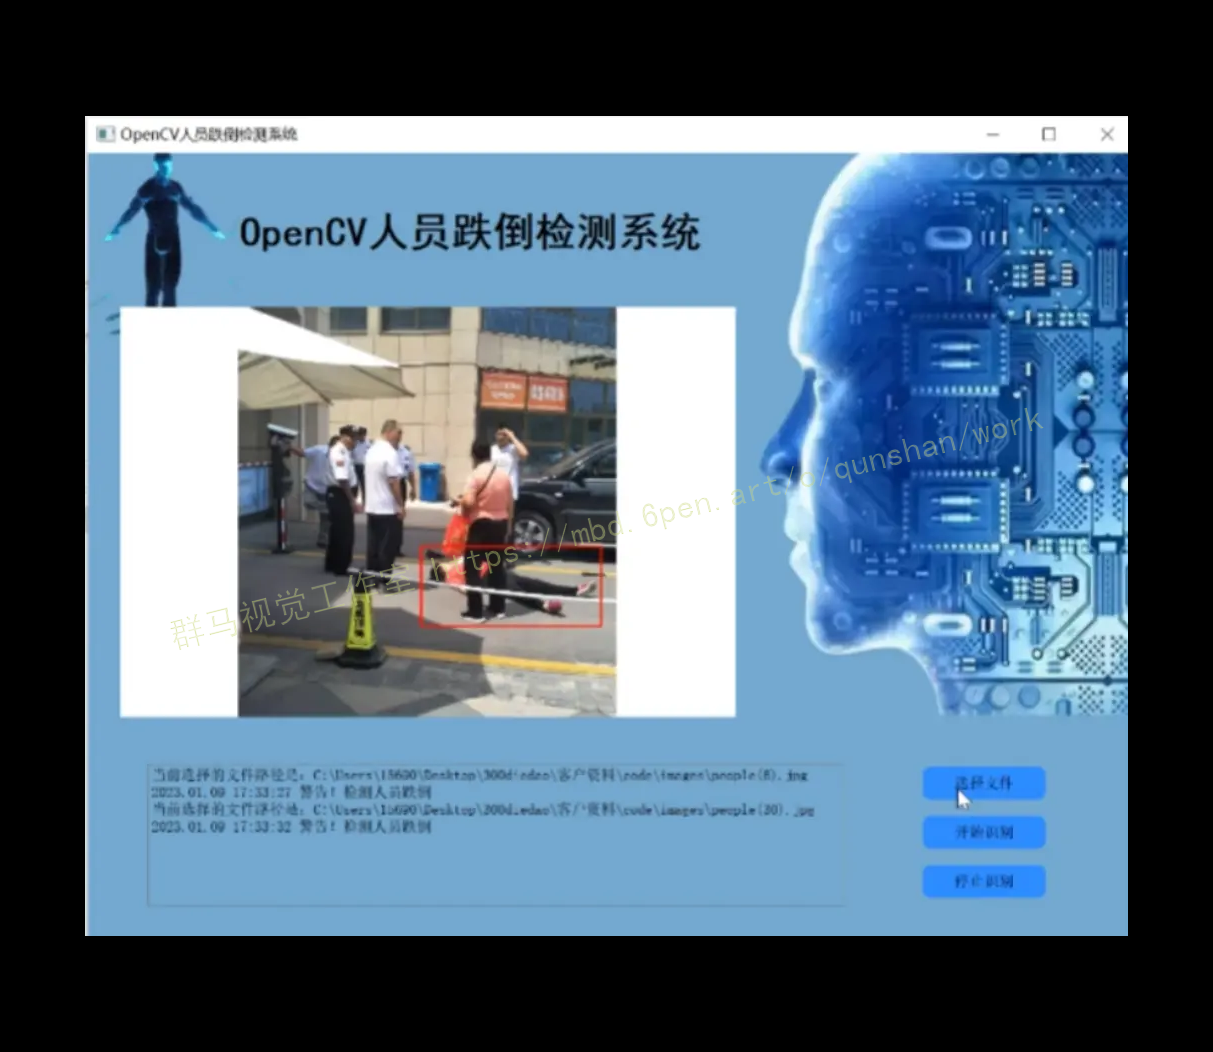 OpenCV人员跌倒检测系统
OpenCV人员跌倒检测系统
群马视觉工作室 https://mbd.6pen.art/o/qunshan/work
当前选择的文件路径是：C:\Users\15690\Desktop\300diedao\客户资料\code\images\people(8).jpg
2023.01.09 17:33:27 警告！检测人员跌倒
当前选择的文件路径是：C:\Users\15690\Desktop\300diedao\客户资料\code\images\people(30).jpg
2023.01.09 17:33:32 警告！检测人员跌倒
选择文件
开始识别
停止识别